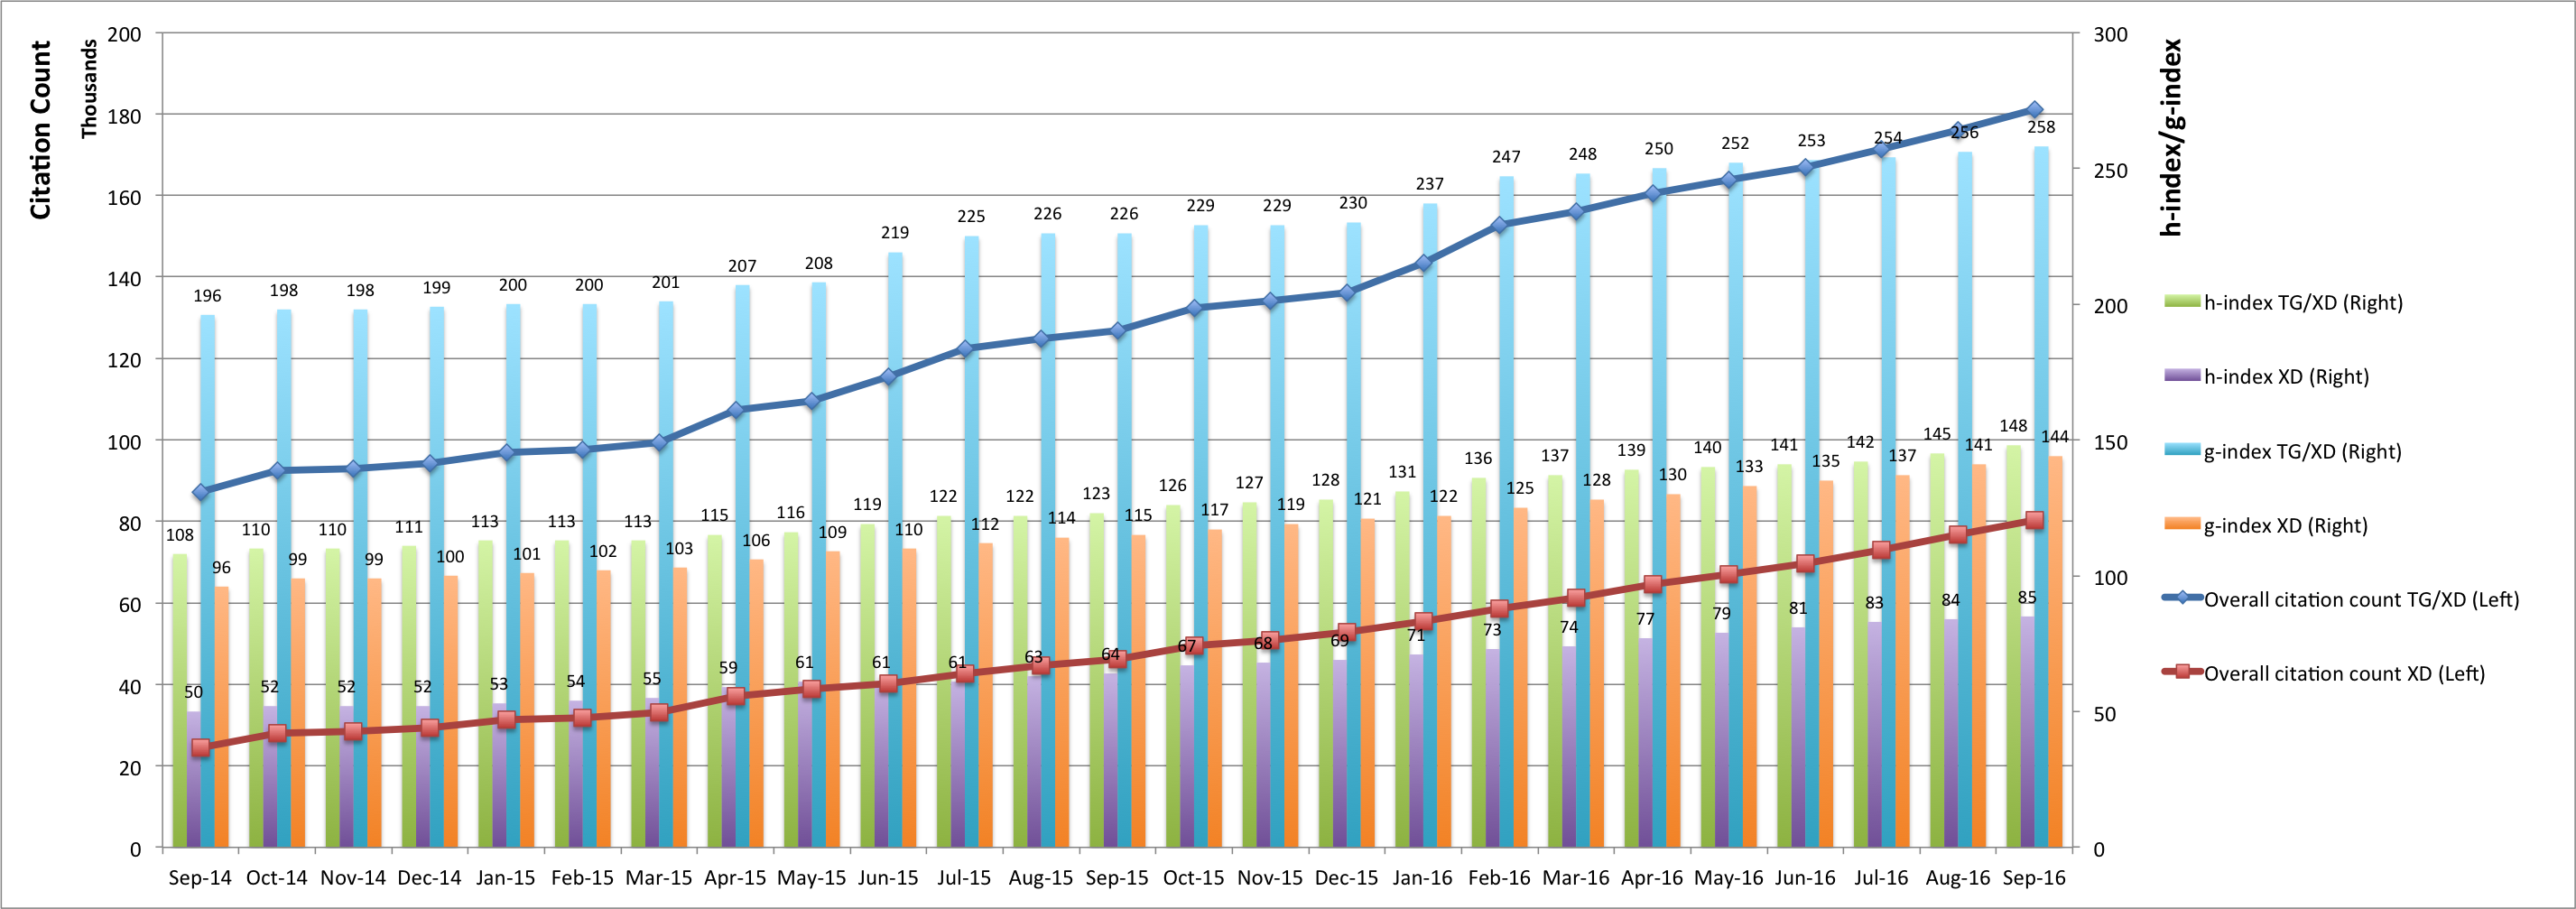 Citation Count
Thousands
h-index/g-index
200
180
160
140
120
100
80
60
40
20
0
300
250
200
150
100
50
0
196 198 198 199 200 200 201 207 208 219 225 226 226 229 229 230 237 247 248 250 252 253 254 256 258
108 110 110 111 113 113 113 115 116 119 122 122 123 126 127 128 131 136 137 139 140 141 142 145 148
96 99 99 100 101 102 103 106 109 110 112 114 115 117 119 121 122 125 128 130 133 135 137 141 144
50 52 52 52 53 54 55 59 61 61 61 63 64 67 68 69 71 73 74 77 79 81 83 84 85
Sep-14 Oct-14 Nov-14 Dec-14 Jan-15 Feb-15 Mar-15 Apr-15 May-15 Jun-15 Jul-15 Aug-15 Sep-15 Oct-15 Nov-15 Dec-15 Jan-16 Feb-16 Mar-16 Apr-16 May-16 Jun-16 Jul-16 Aug-16 Sep-16
h-index TG/XD (Right)
h-index XD (Right)
g-index TG/XD (Right)
g-index XD (Right)
Overall citation count TG/XD (Left)
Overall citation count XD (Left)